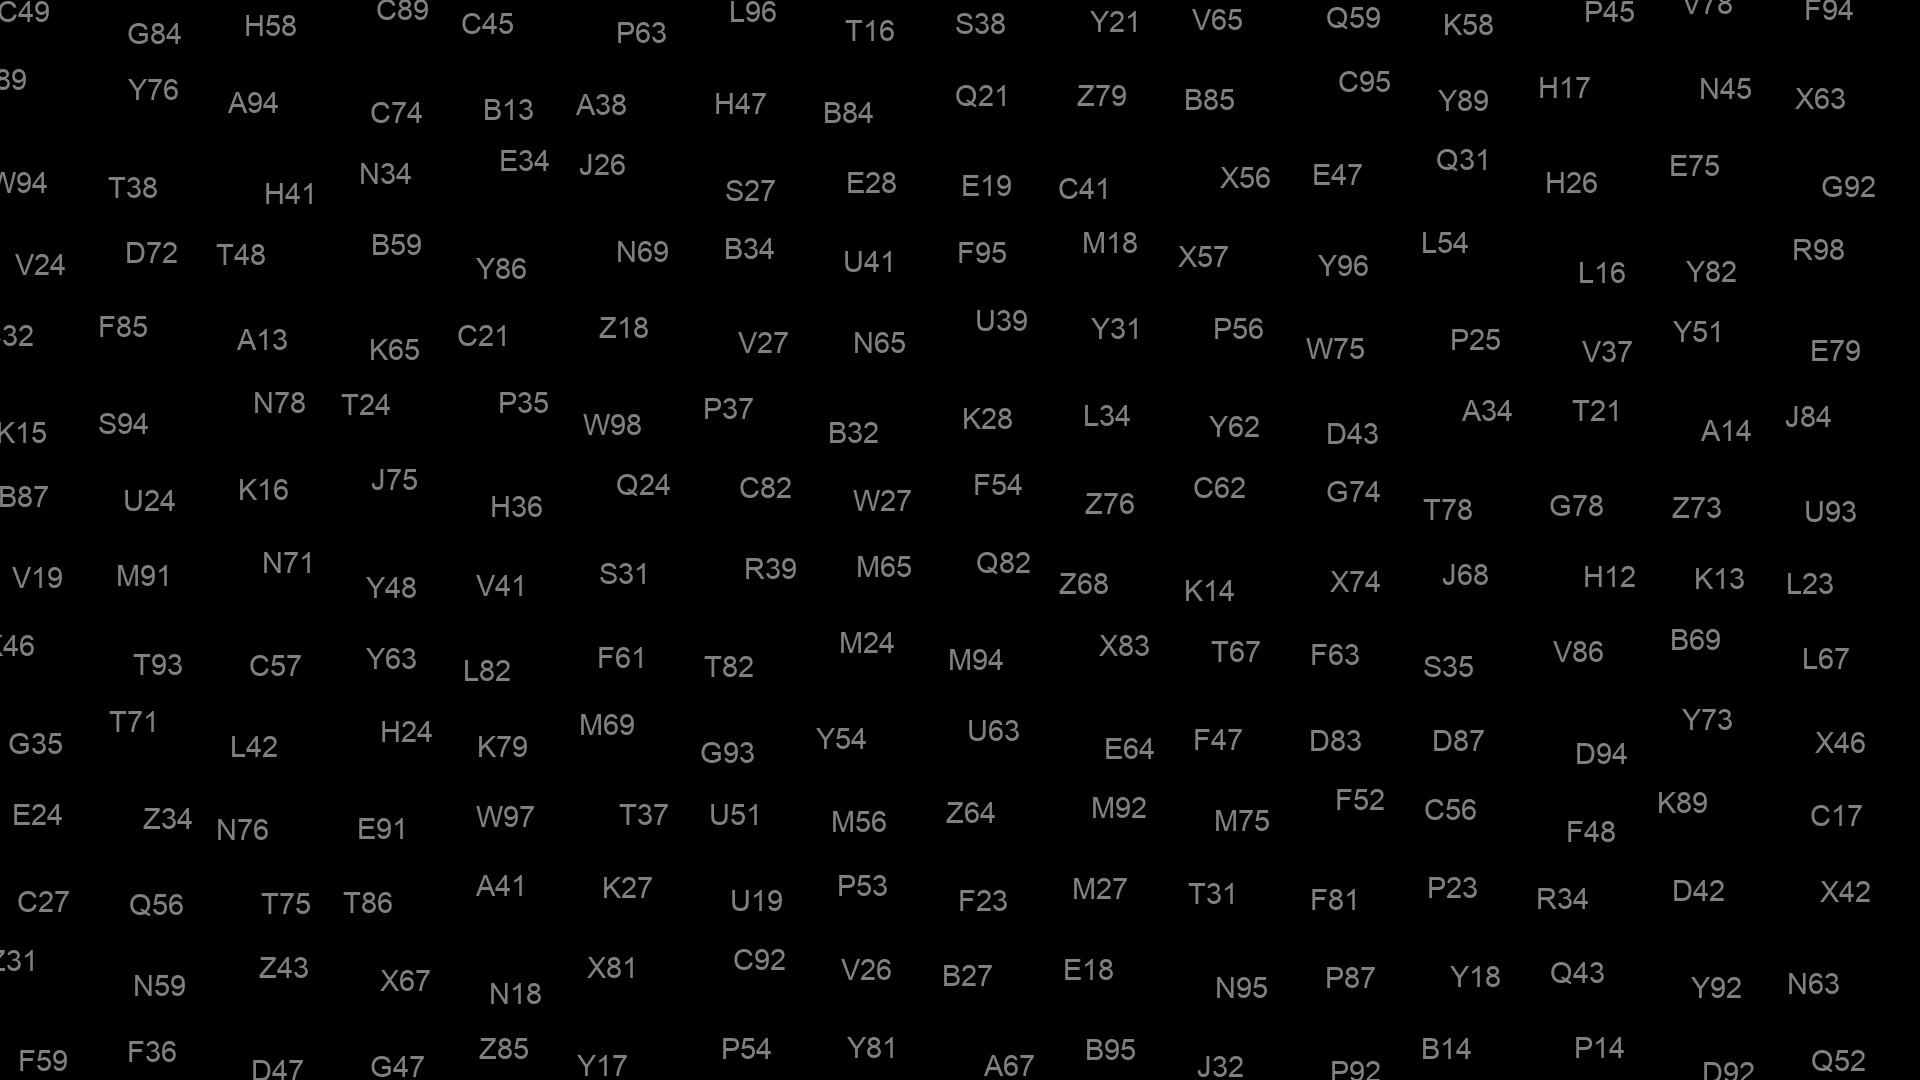 C49 G84 H58 C89 C45 P63 L96 T16 S38 Y21 V65 Q59 K58 P45 V78 F94
89 Y76 A94 C74 B13 A38 H47 B84 Q21 Z79 B85 C95 Y89 H17 N45 X63
W94 T38 H41 N34 E34 J26 S27 E28 E19 C41 X56 E47 Q31 H26 E75 G92
V24 D72 T48 B59 Y86 N69 B34 U41 F95 M18 X57 Y96 L54 L16 Y82 R98
32 F85 A13 K65 C21 Z18 V27 N65 U39 Y31 P56 W75 P25 V37 Y51 E79
K15 S94 N78 T24 P35 W98 P37 B32 K28 L34 Y62 D43 A34 T21 A14 J84
B87 U24 K16 J75 H36 Q24 C82 W27 F54 Z76 C62 G74 T78 G78 Z73 U93
V19 M91 N71 Y48 V41 S31 R39 M65 Q82 Z68 K14 X74 J68 H12 K13 L23
46 T93 C57 Y63 L82 F61 T82 M24 M94 X83 T67 F63 S35 V86 B69 L67
G35 T71 L42 H24 K79 M69 G93 Y54 U63 E64 F47 D83 D87 D94 Y73 X46
E24 Z34 N76 E91 W97 T37 U51 M56 Z64 M92 M75 F52 C56 F48 K89 C17
C27 Q56 T75 T86 A41 K27 U19 P53 F23 M27 T31 F81 P23 R34 D42 X42
Z31 N59 Z43 X67 N18 X81 C92 V26 B27 E18 N95 P87 Y18 Q43 Y92 N63
F59 F36 D47 G47 Z85 Y17 P54 Y81 A67 B95 J32 P92 B14 P14 D92 Q52